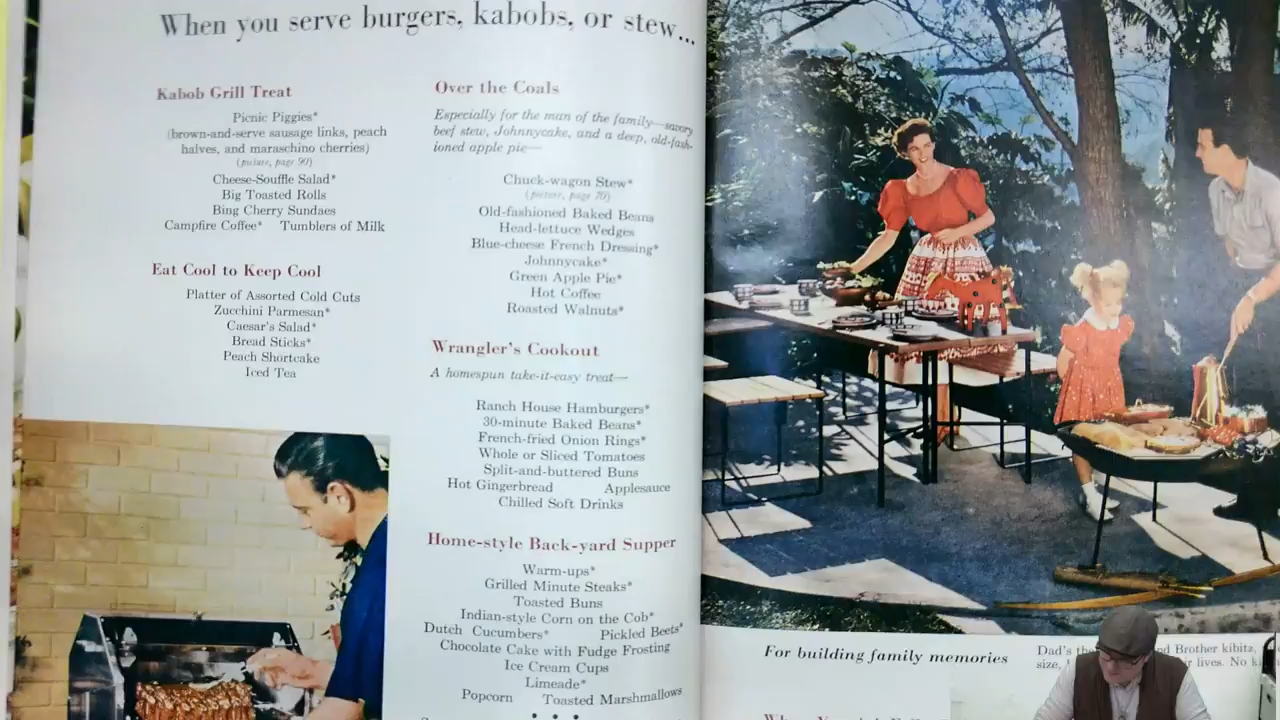 When you serve burgers, kabobs, or stew...
Kabob Grill Treat
Picnic Piggies*
(brown-and-serve sausage links, peach
halves, and maraschino cherries)
(picture, page 90)
Cheese-Souffle Salad*
Big Toasted Rolls
Bing Cherry Sundaes
Campfire Coffee* Tumblers of Milk
Eat Cool to Keep Cool
Platter of Assorted Cold Cuts
Zucchini Parmesan*
Caesar's Salad*
Bread Sticks*
Peach Shortcake
Iced Tea
Over the Coals
Especially for the man of the family—savory
beef stew, Johnnycake, and a deep, old-fash-
ioned apple pie—
Chuck-wagon Stew*
(picture, page 70)
Old-fashioned Baked Beans
Head-lettuce Wedges
Blue-cheese French Dressing*
Johnnycake*
Green Apple Pie*
Hot Coffee
Roasted Walnuts*
Wrangler's Cookout
A homespun take-it-easy treat—
Ranch House Hamburgers*
30-minute Baked Beans*
French-fried Onion Rings*
Whole or Sliced Tomatoes
Split-and-buttered Buns
Hot Gingerbread Applesauce
Chilled Soft Drinks
Home-style Back-yard Supper
Warm-ups*
Grilled Minute Steaks*
Toasted Buns
Indian-style Corn on the Cob*
Dutch Cucumbers* Pickled Beets*
Chocolate Cake with Fudge Frosting
Ice Cream Cups
Limeade*
Popcorn Toasted Marshmallows
For building family memories
Dad's the nd Brother kibitz,
size, r lives. No